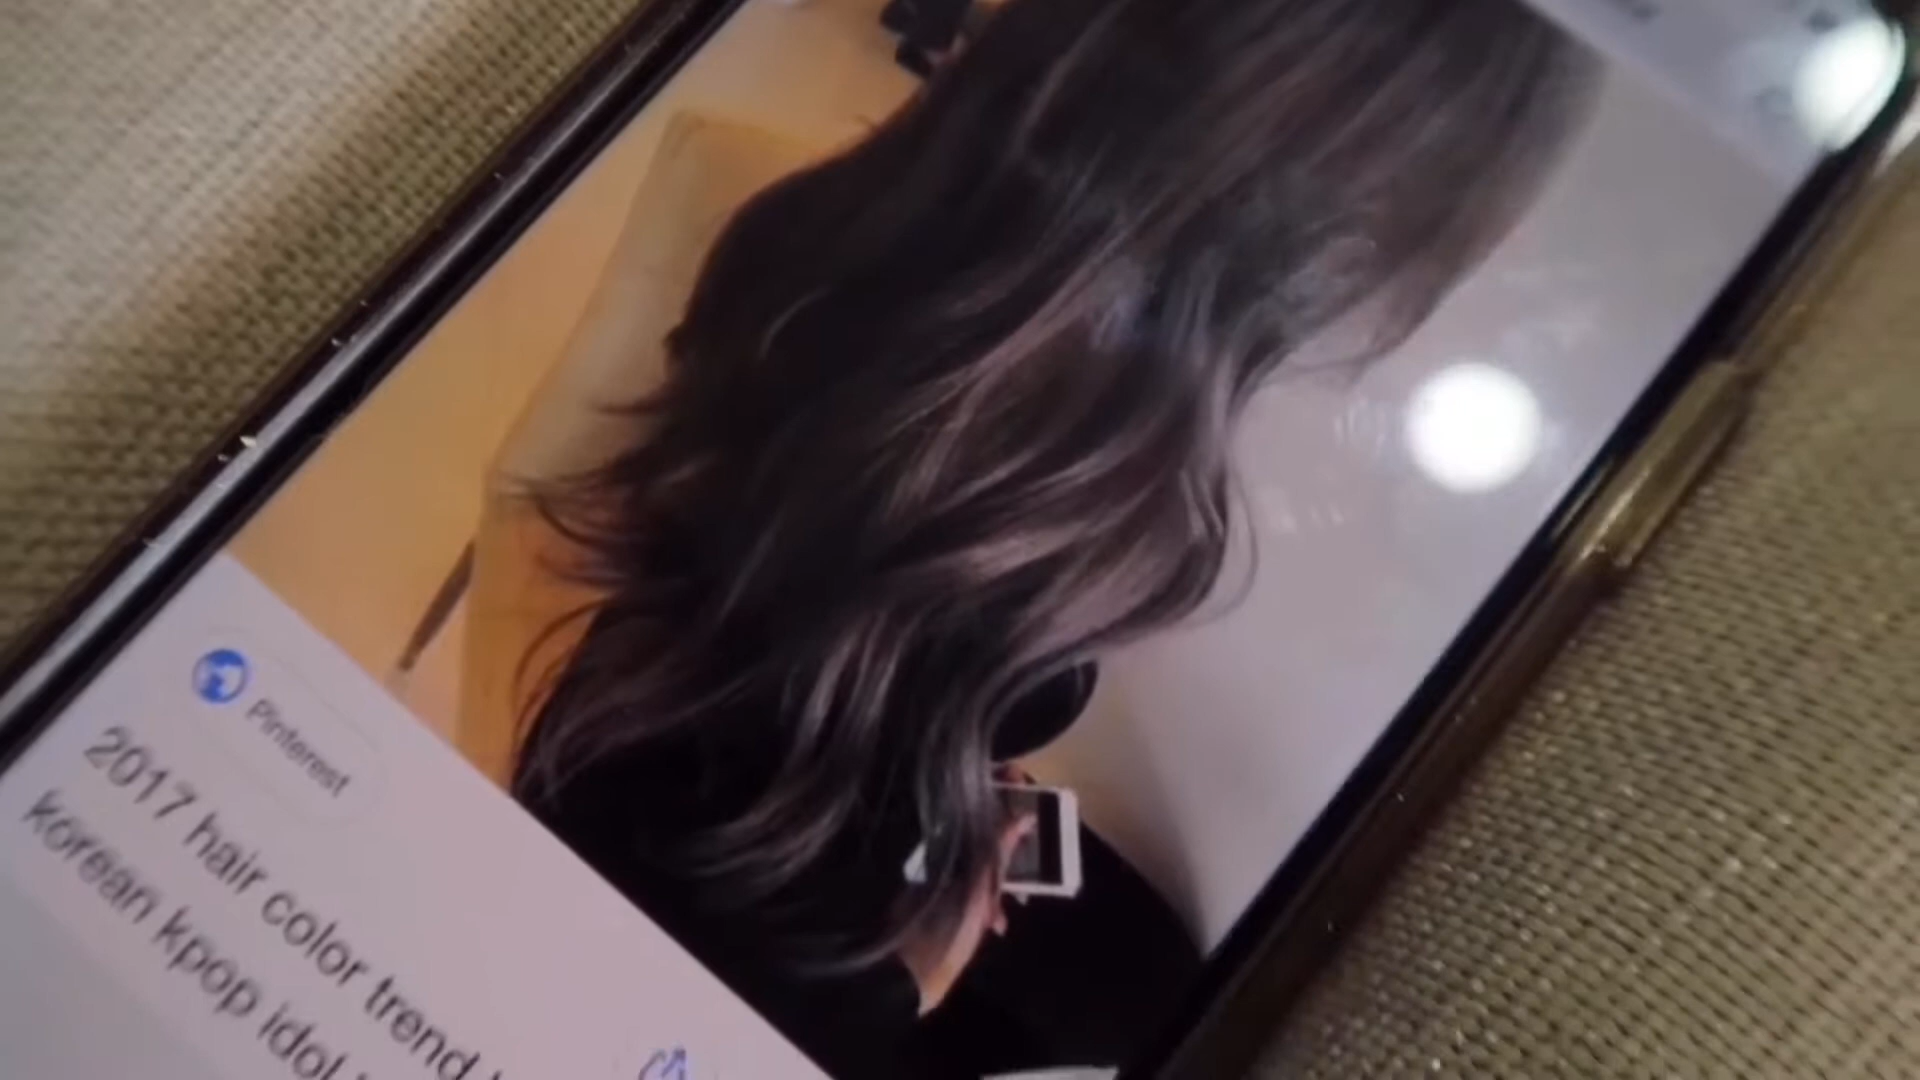 Pinterest
2017 hair color trend
korean kpop idol